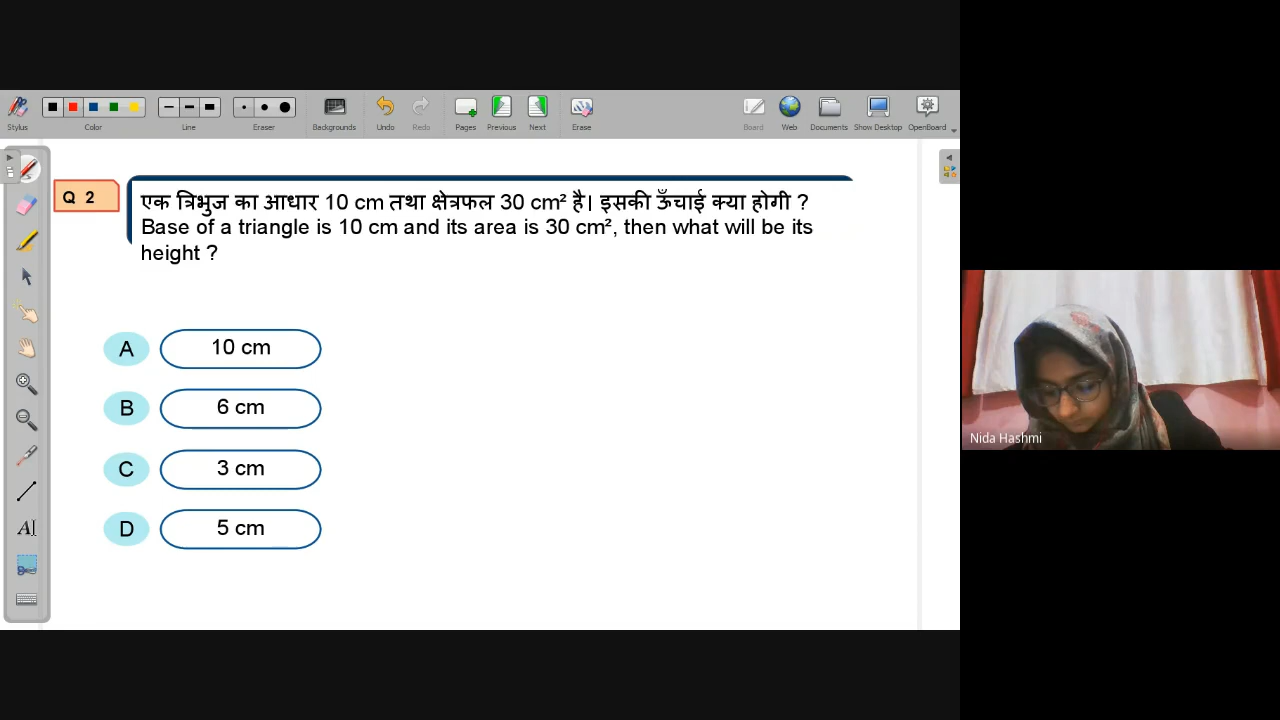 Stylus
Color
Line
Eraser
Backgrounds
Undo
Redo
Pages
Previous
Next
Erase
Board
Web
Documents
Show Desktop
OpenBoard
Q 2
एक त्रिभुज का आधार 10 cm तथा क्षेत्रफल 30 cm² है। इसकी ऊँचाई क्या होगी ?
Base of a triangle is 10 cm and its area is 30 cm², then what will be its
height ?
A 10 cm
B 6 cm
C 3 cm
D 5 cm
AI
Nida Hashmi